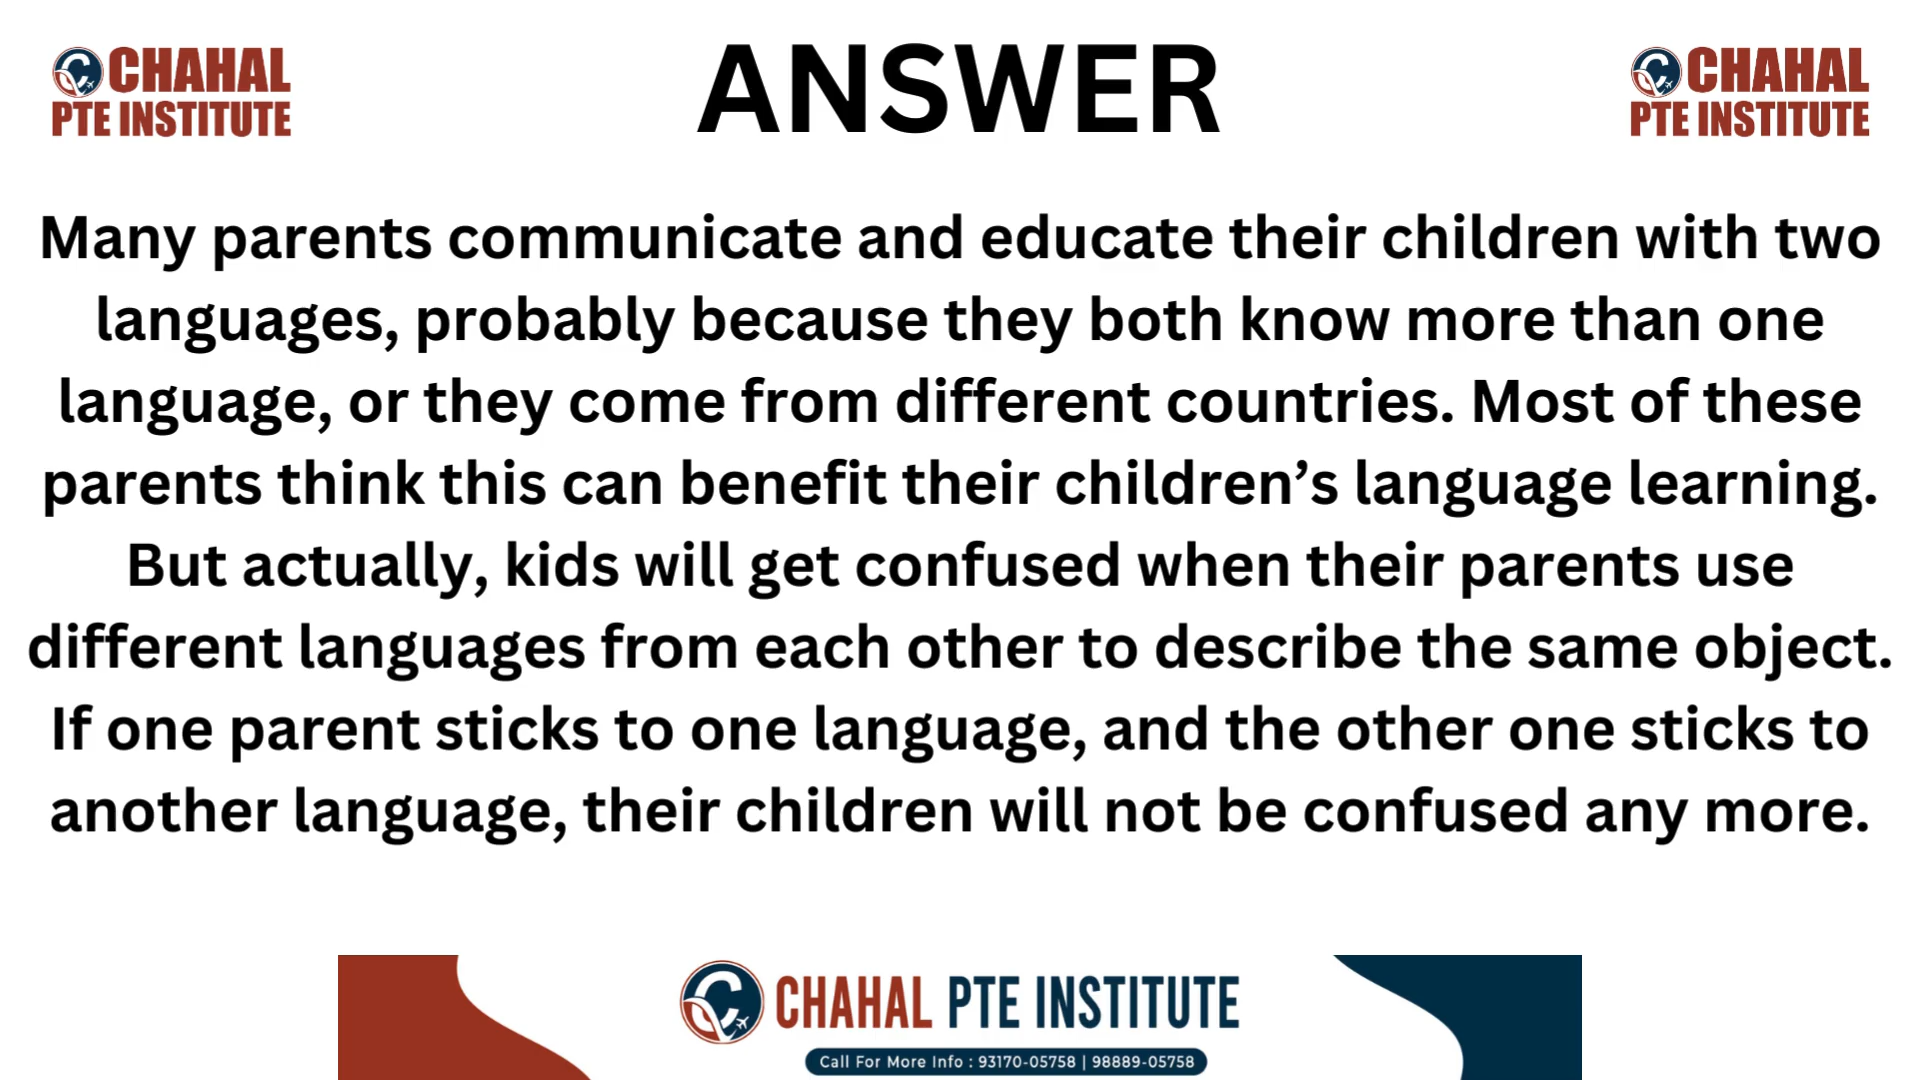 CHAHAL
PTE INSTITUTE
ANSWER
CHAHAL
PTE INSTITUTE
Many parents communicate and educate their children with two
languages, probably because they both know more than one
language, or they come from different countries. Most of these
parents think this can benefit their children’s language learning.
But actually, kids will get confused when their parents use
different languages from each other to describe the same object.
If one parent sticks to one language, and the other one sticks to
another language, their children will not be confused any more.
CHAHAL PTE INSTITUTE
Call For More Info : 93170-05758 | 98889-05758